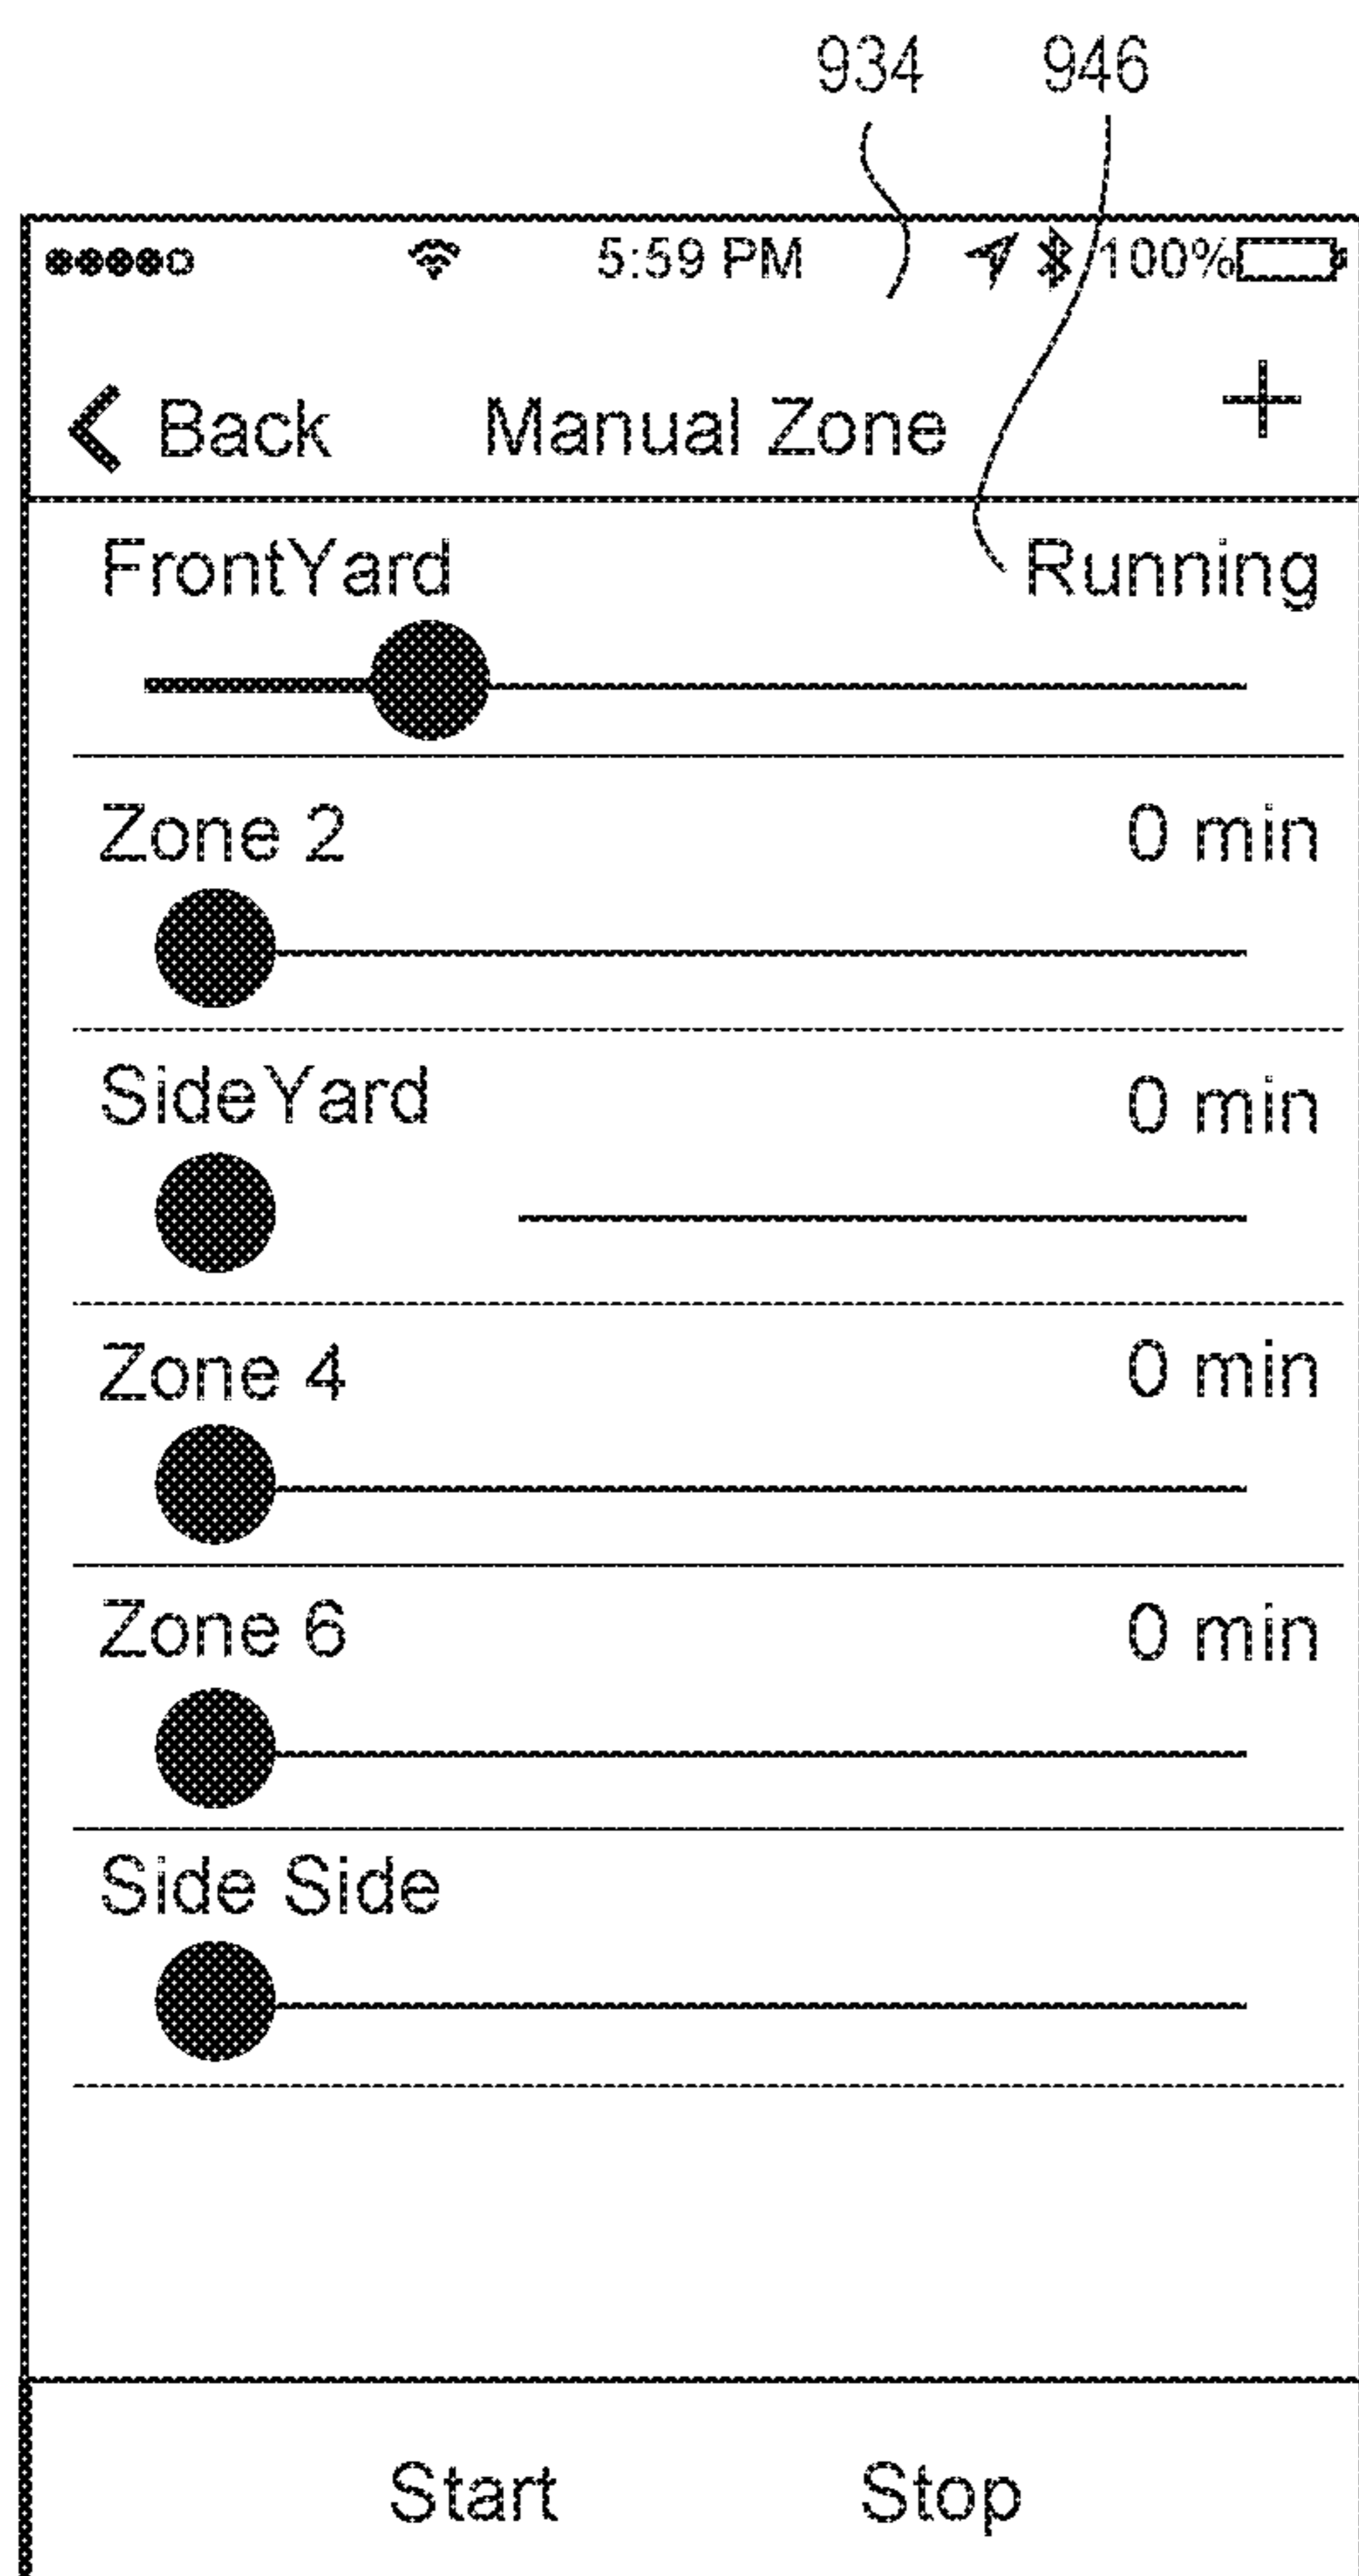 934 946
5:59 PM 100%
Back Manual Zone +
FrontYard Running
Zone 2 0 min
SideYard 0 min
Zone 4 0 min
Zone 6 0 min
Side Side
Start Stop